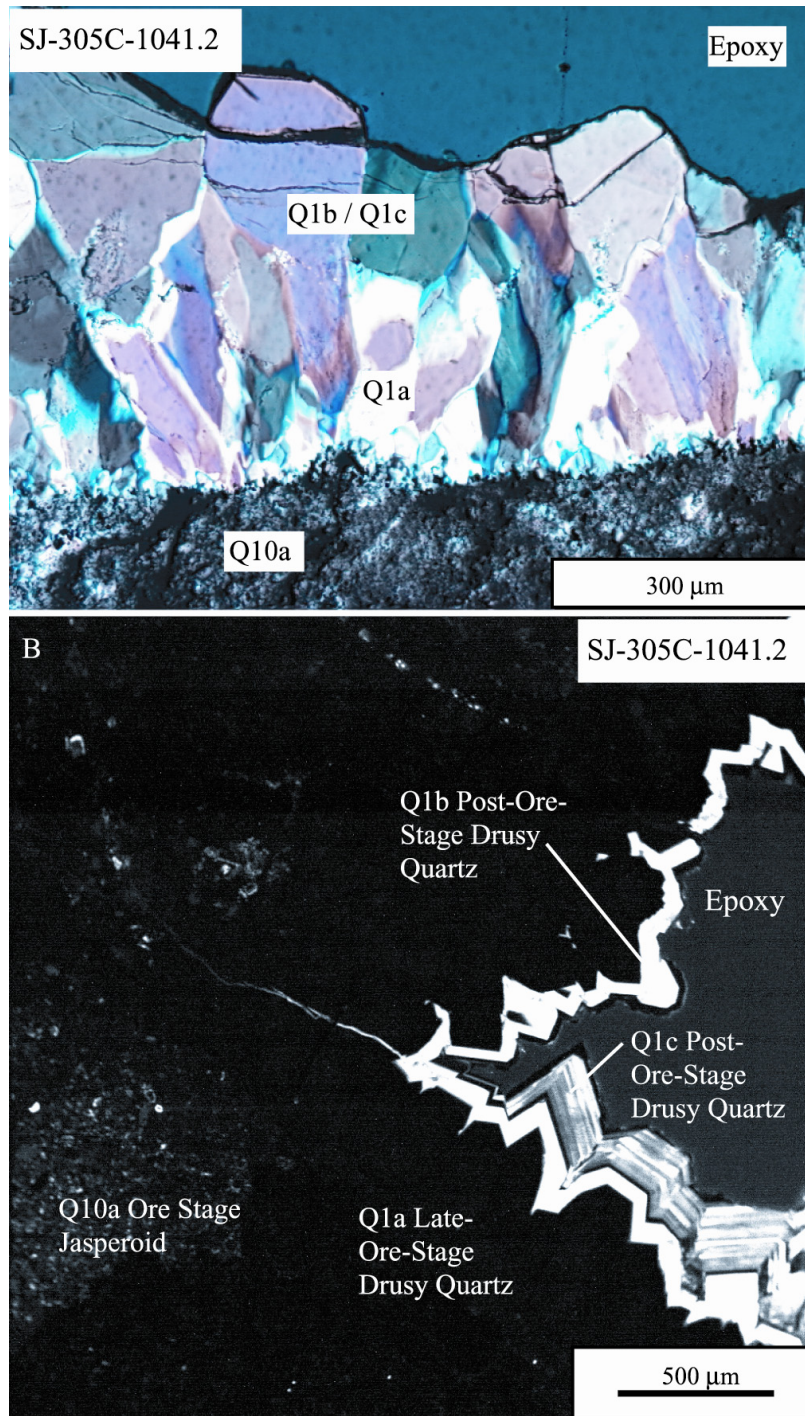 SJ-305C-1041.2
Epoxy
Q1b / Q1c
Q1a
Q10a
300 µm
B
SJ-305C-1041.2
Q1b Post-Ore-
Stage Drusy
Quartz
Epoxy
Q1c Post-
Ore-Stage
Drusy Quartz
Q10a Ore Stage
Jasperoid
Q1a Late-
Ore-Stage
Drusy Quartz
500 µm